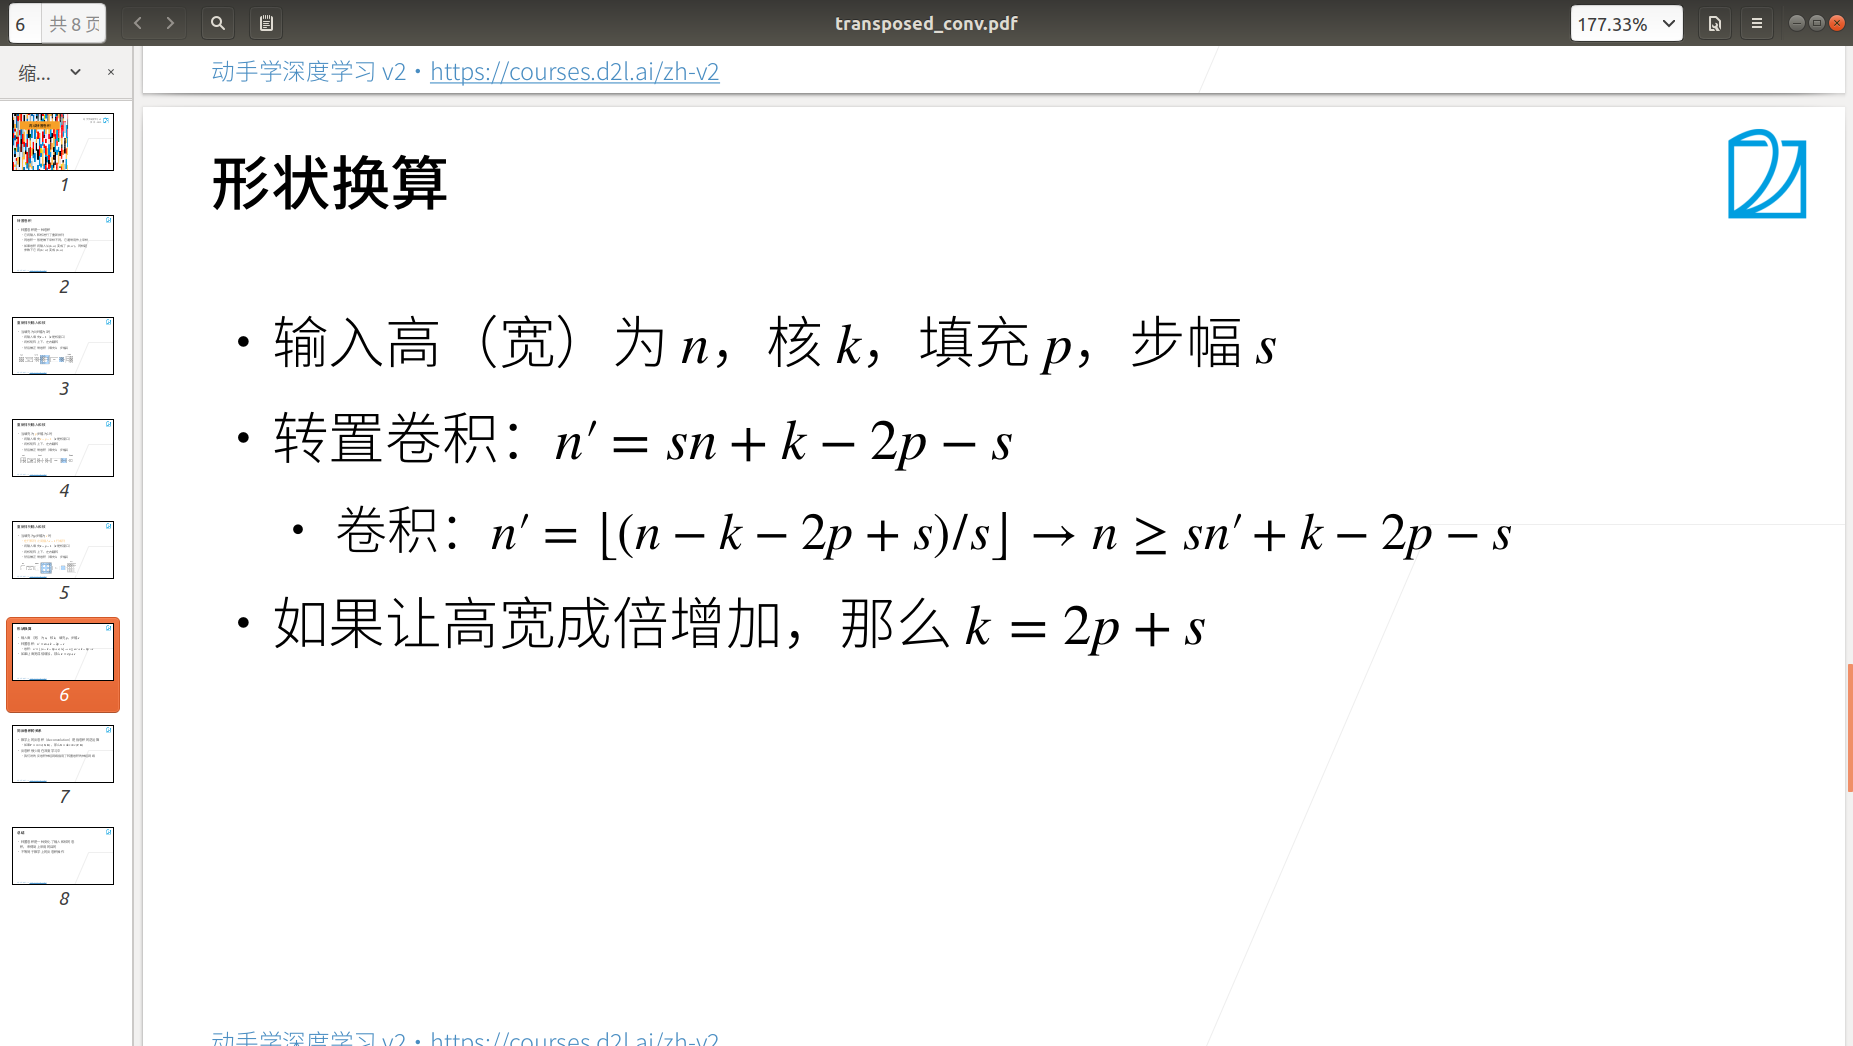 6 共 8 页
transposed_conv.pdf
177.33%
缩...
1
2
3
4
5
6
7
8
动手学深度学习 v2 · https://courses.d2l.ai/zh-v2
形状换算
• 输入高（宽）为 n，核 k，填充 p，步幅 s
• 转置卷积：n′ = sn + k − 2p − s
• 卷积：n′ = ⌊(n − k − 2p + s)/s⌋ → n ≥ sn′ + k − 2p − s
• 如果让高宽成倍增加，那么 k = 2p + s
动手学深度学习 v2 · https://courses.d2l.ai/zh-v2